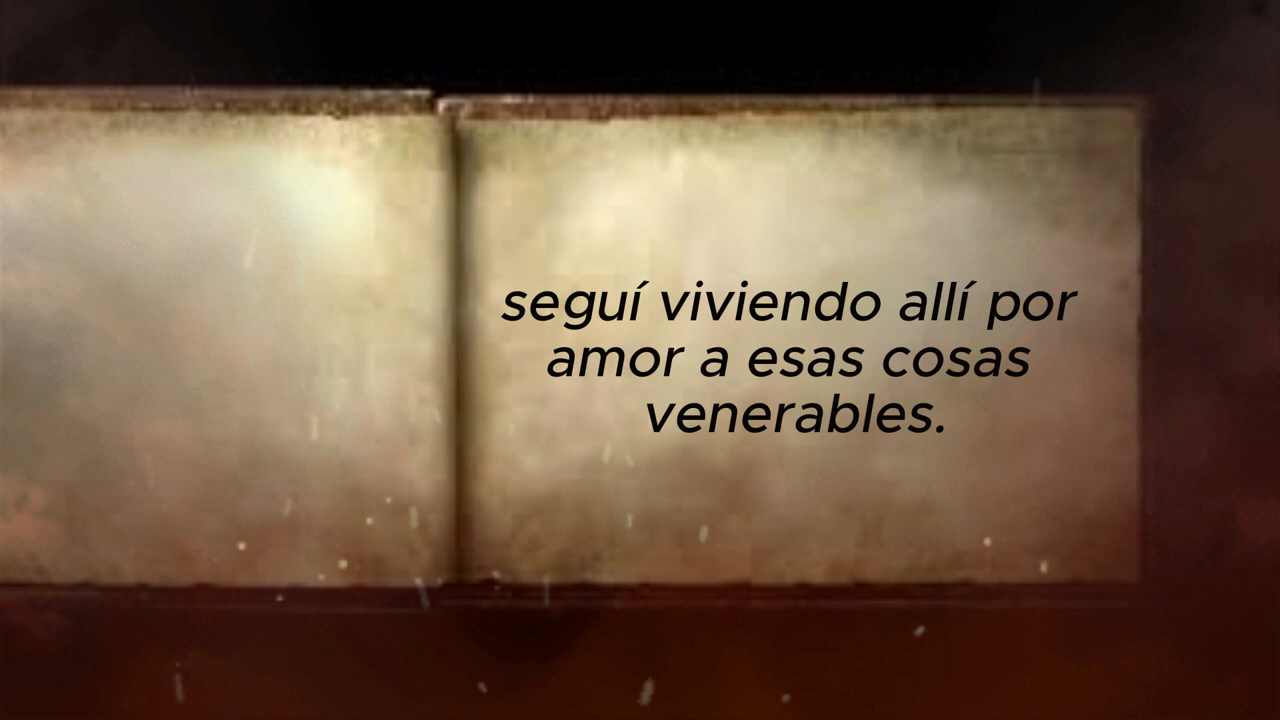 seguí viviendo allí por
amor a esas cosas
venerables.